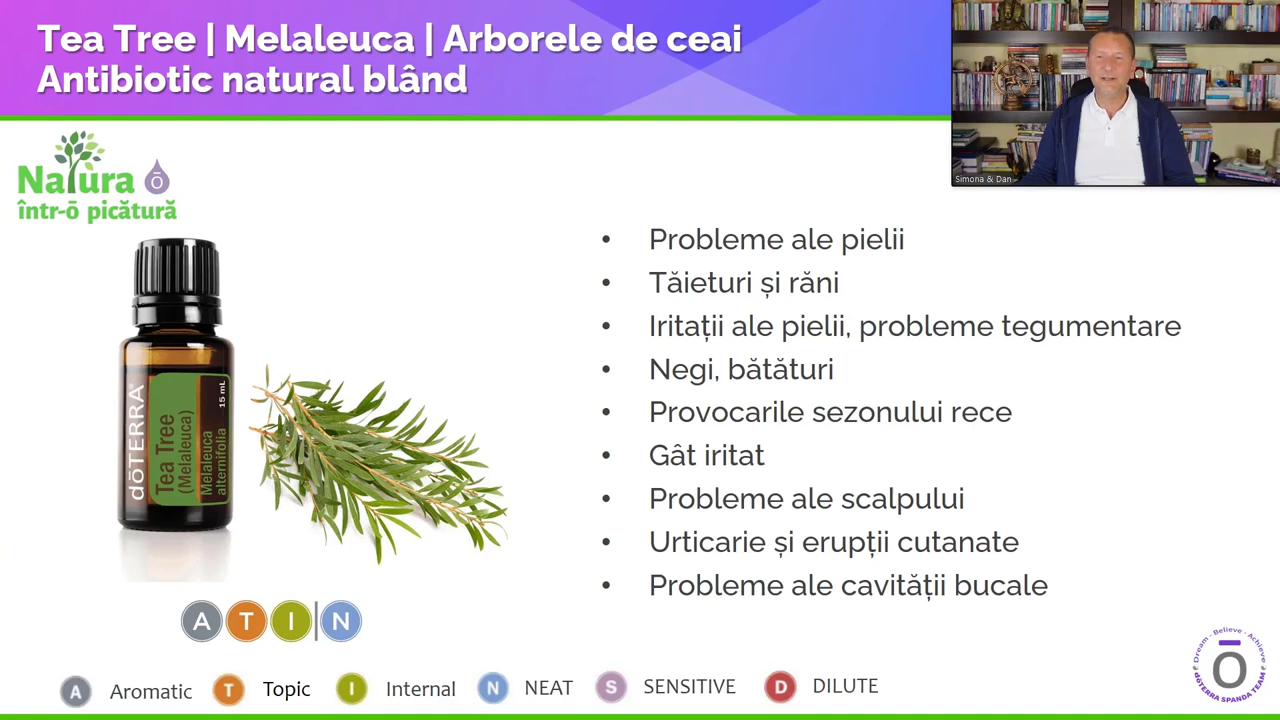 Tea Tree | Melaleuca | Arborele de ceai
Antibiotic natural blând
Simona & Dan
Natura ō
într-ō picătură
• Probleme ale pielii
• Tăieturi și răni
• Iritații ale pielii, probleme tegumentare
• Negi, bătături
• Provocarile sezonului rece
• Gât iritat
• Probleme ale scalpului
• Urticarie și erupții cutanate
• Probleme ale cavității bucale
dōTERRA
Tea Tree
(Melaleuca)
Melaleuca
alternifolia
15 mL
A T I | N
A Aromatic T Topic I Internal N NEAT S SENSITIVE D DILUTE
Dream - Believe - Achieve
ō
dōTERRA SPANDA TEAM